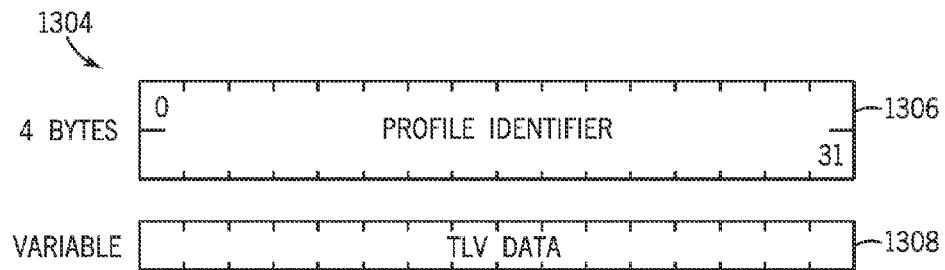 1304
0
4 BYTES PROFILE IDENTIFIER 1306
31
VARIABLE TLV DATA 1308